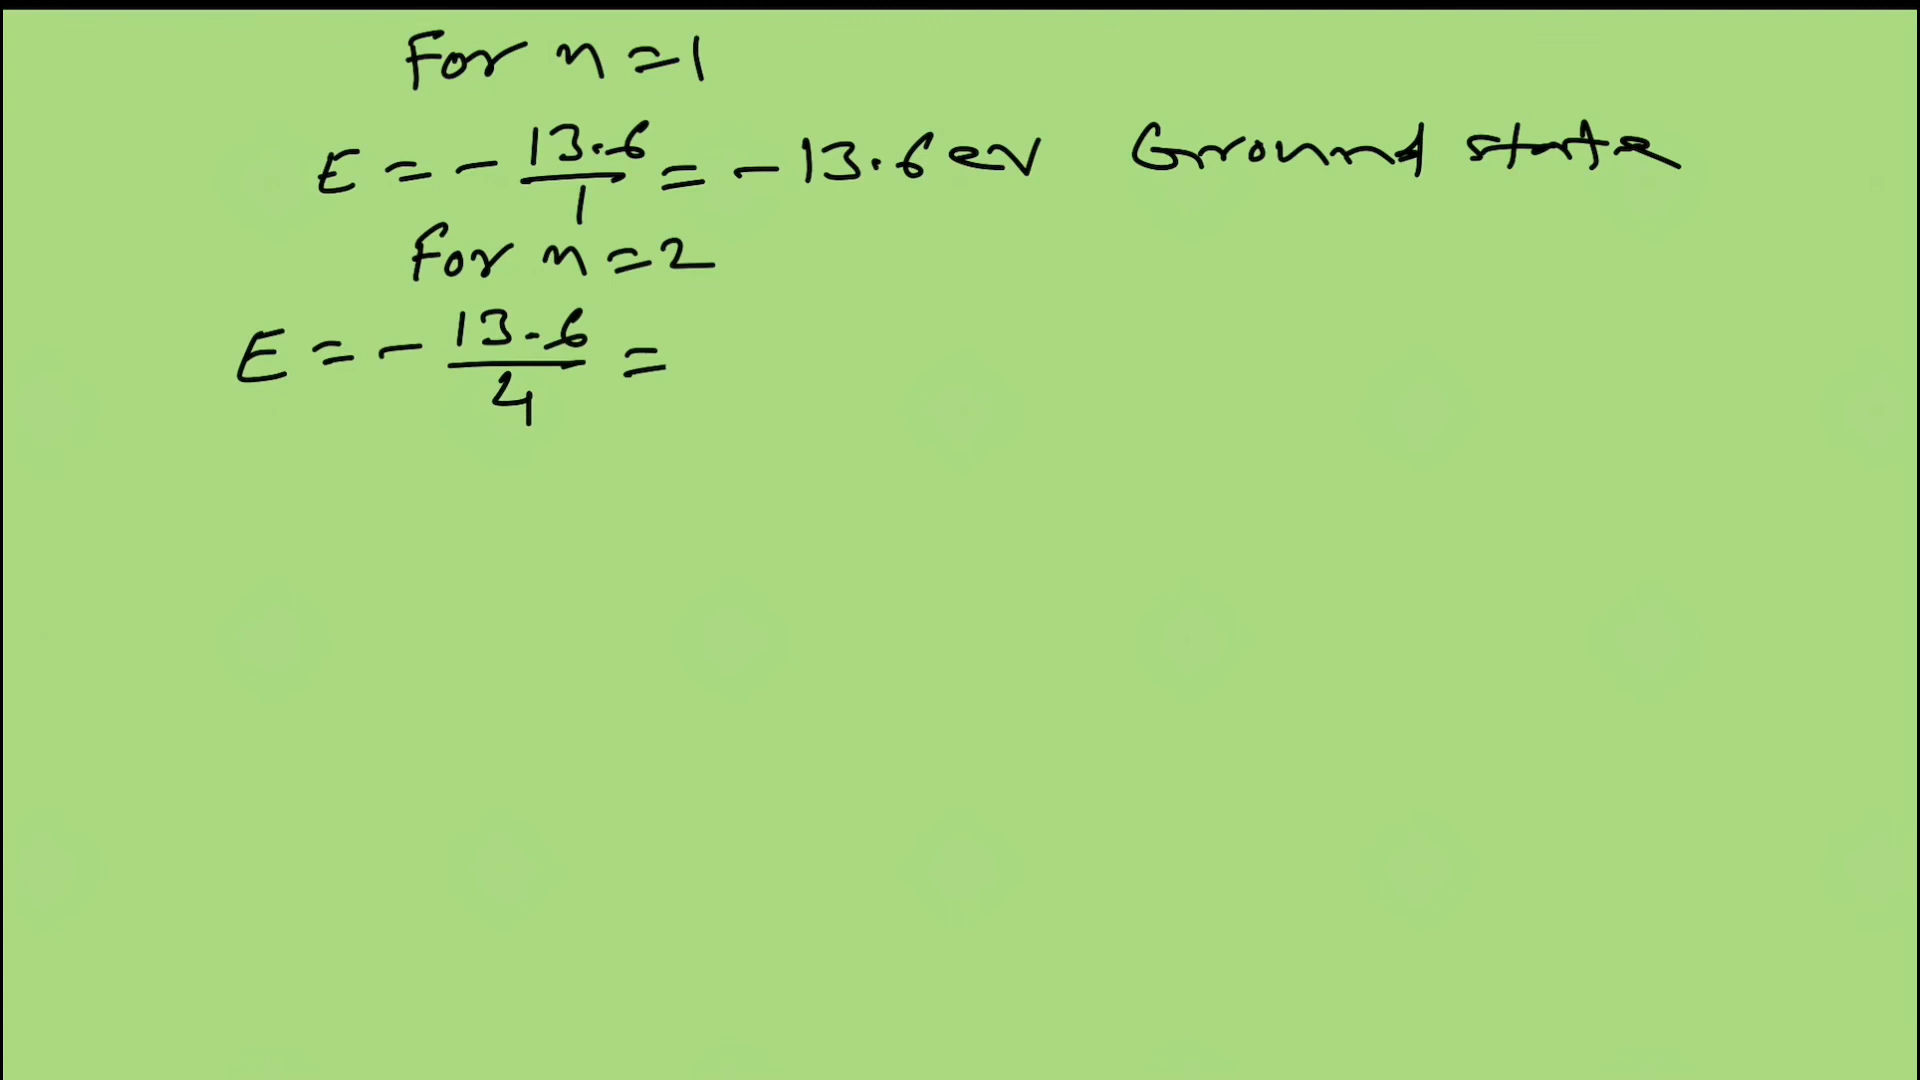 For n = 1
E = - 13.6/1 = - 13.6 eV Ground state
For n = 2
E = - 13.6/4 =